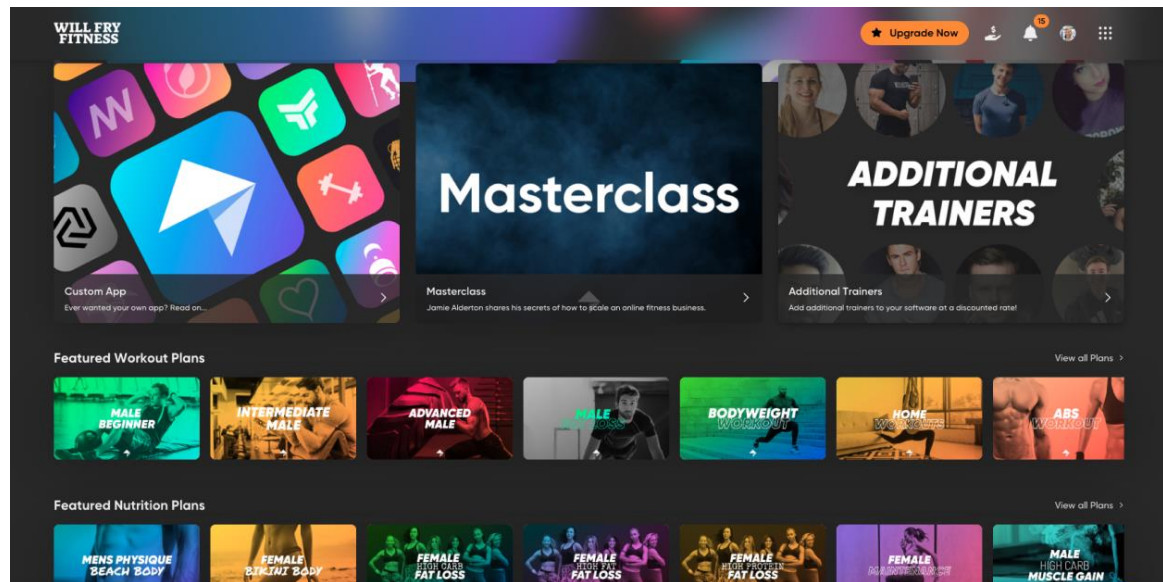 WILL FRY
FITNESS
Upgrade Now
15
Masterclass
ADDITIONAL
TRAINERS
Custom App
Ever wanted your own app? Read on...
Masterclass
Jamie Alderton shares his secrets of how to scale an online fitness business.
Additional Trainers
Add additional trainers to your software at a discounted rate!
Featured Workout Plans
View all Plans
MALE
BEGINNER
INTERMEDIATE
MALE
ADVANCED
MALE
MALE
BODYWEIGHT
WORKOUT
HOME
WORKOUTS
ABS
WORKOUT
Featured Nutrition Plans
View all Plans
MENS PHYSIQUE
BEACH BODY
FEMALE
BIKINI BODY
FEMALE
HIGH CARB
FAT LOSS
FEMALE
HIGH FAT
FAT LOSS
FEMALE
HIGH PROTEIN
FAT LOSS
FEMALE
MAINTENANCE
MALE
HIGH CARB
MUSCLE GAIN